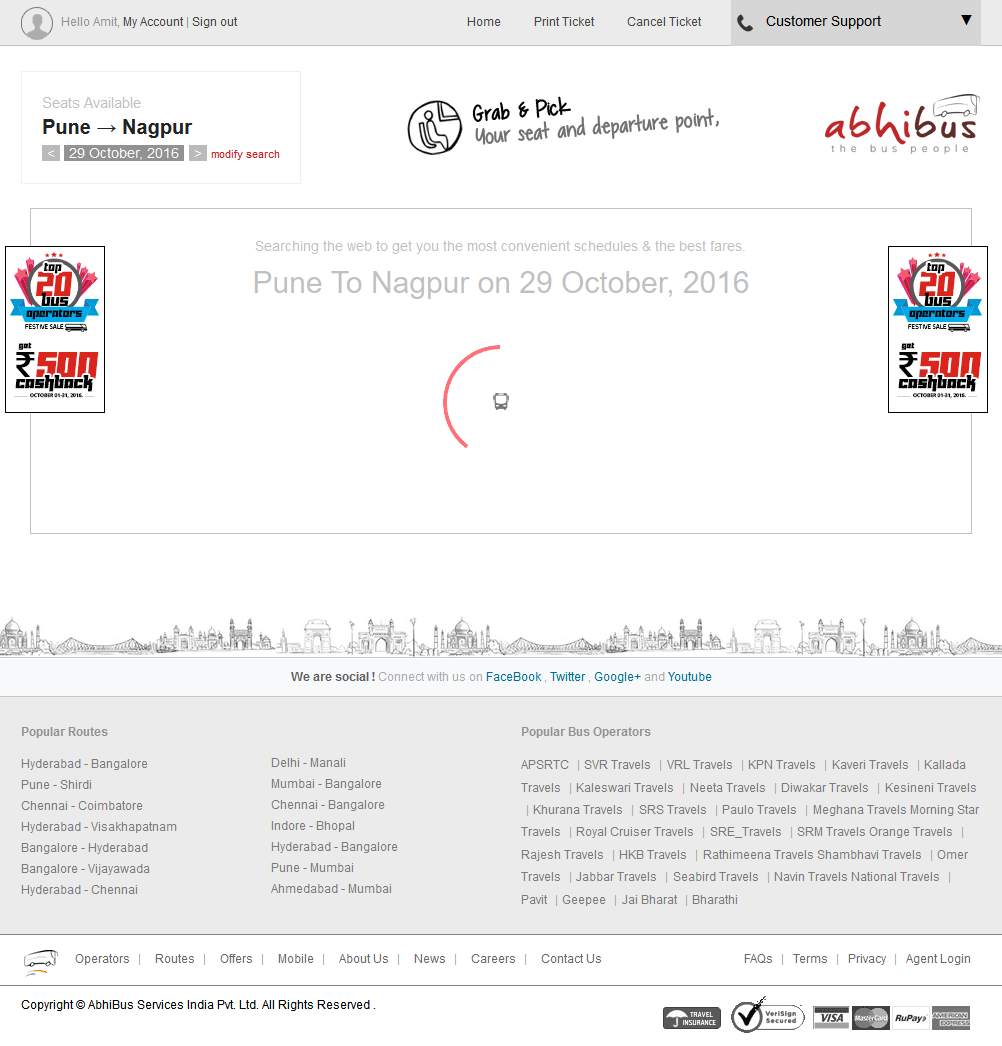 Hello Amit, My Account | Sign out
Home
Print Ticket
Cancel Ticket
Customer Support
Seats Available
Pune → Nagpur
< 29 October, 2016 > modify search
Grab & Pick
Your seat and departure point,
abhibus
the bus people
Searching the web to get you the most convenient schedules & the best fares.
Pune To Nagpur on 29 October, 2016
top
20
bus
operators
FESTIVE SALE
get
₹500
cashback
OCTOBER 01-31, 2016.
top
20
bus
operators
FESTIVE SALE
get
₹500
cashback
OCTOBER 01-31, 2016.
We are social ! Connect with us on FaceBook , Twitter , Google+ and Youtube
Popular Routes
Hyderabad - Bangalore
Pune - Shirdi
Chennai - Coimbatore
Hyderabad - Visakhapatnam
Bangalore - Hyderabad
Bangalore - Vijayawada
Hyderabad - Chennai
Delhi - Manali
Mumbai - Bangalore
Chennai - Bangalore
Indore - Bhopal
Hyderabad - Bangalore
Pune - Mumbai
Ahmedabad - Mumbai
Popular Bus Operators
APSRTC | SVR Travels | VRL Travels | KPN Travels | Kaveri Travels | Kallada
Travels | Kaleswari Travels | Neeta Travels | Diwakar Travels | Kesineni Travels
| Khurana Travels | SRS Travels | Paulo Travels | Meghana Travels Morning Star
Travels | Royal Cruiser Travels | SRE_Travels | SRM Travels Orange Travels |
Rajesh Travels | HKB Travels | Rathimeena Travels Shambhavi Travels | Omer
Travels | Jabbar Travels | Seabird Travels | Navin Travels National Travels |
Pavit | Geepee | Jai Bharat | Bharathi
Operators | Routes | Offers | Mobile | About Us | News | Careers | Contact Us
FAQs | Terms | Privacy | Agent Login
Copyright © AbhiBus Services India Pvt. Ltd. All Rights Reserved .
TRAVEL
INSURANCE
VeriSign
Secured
VISA
MasterCard
RuPay
AMERICAN
EXPRESS